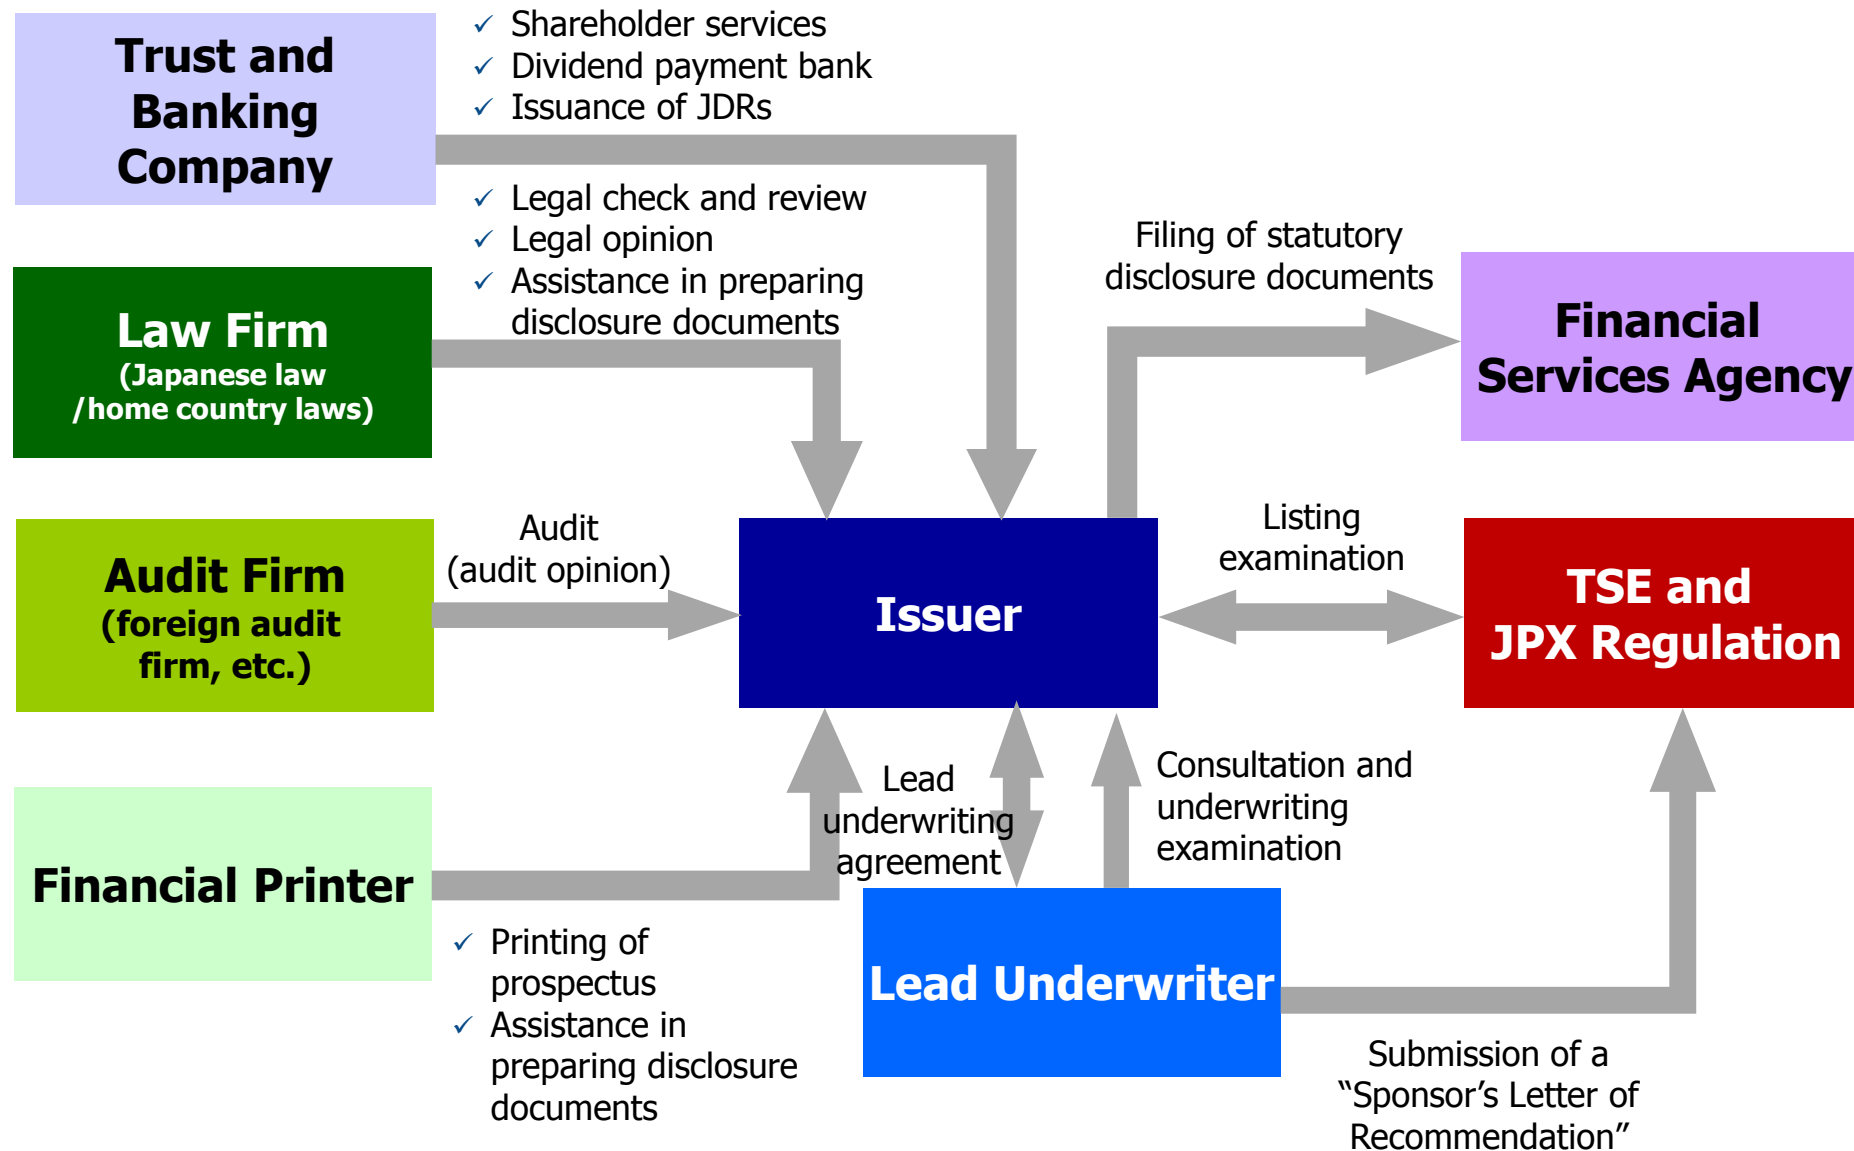 Trust and
Banking
Company
✓ Shareholder services
✓ Dividend payment bank
✓ Issuance of JDRs
Law Firm
(Japanese law
/home country laws)
✓ Legal check and review
✓ Legal opinion
✓ Assistance in preparing
disclosure documents
Filing of statutory
disclosure documents
Financial
Services Agency
Audit Firm
(foreign audit
firm, etc.)
Audit
(audit opinion)
Issuer
Listing
examination
TSE and
JPX Regulation
Financial Printer
✓ Printing of
prospectus
✓ Assistance in
preparing disclosure
documents
Lead
underwriting
agreement
Consultation and
underwriting
examination
Lead Underwriter
Submission of a
“Sponsor’s Letter of
Recommendation”